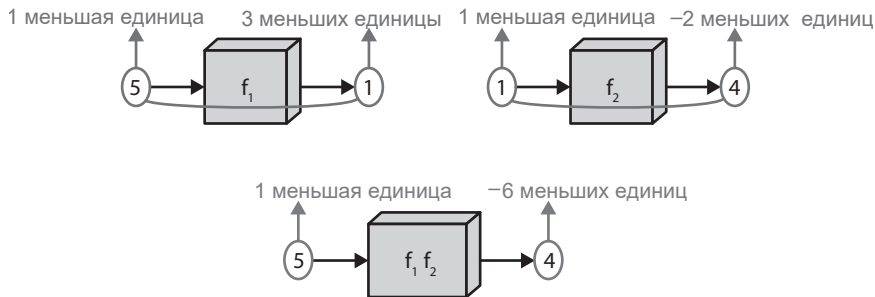 1 меньшая единица 3 меньших единицы 1 меньшая единица –2 меньших единиц
5 f₁ 1 1 f₂ 4
1 меньшая единица –6 меньших единиц
5 f₁ f₂ 4